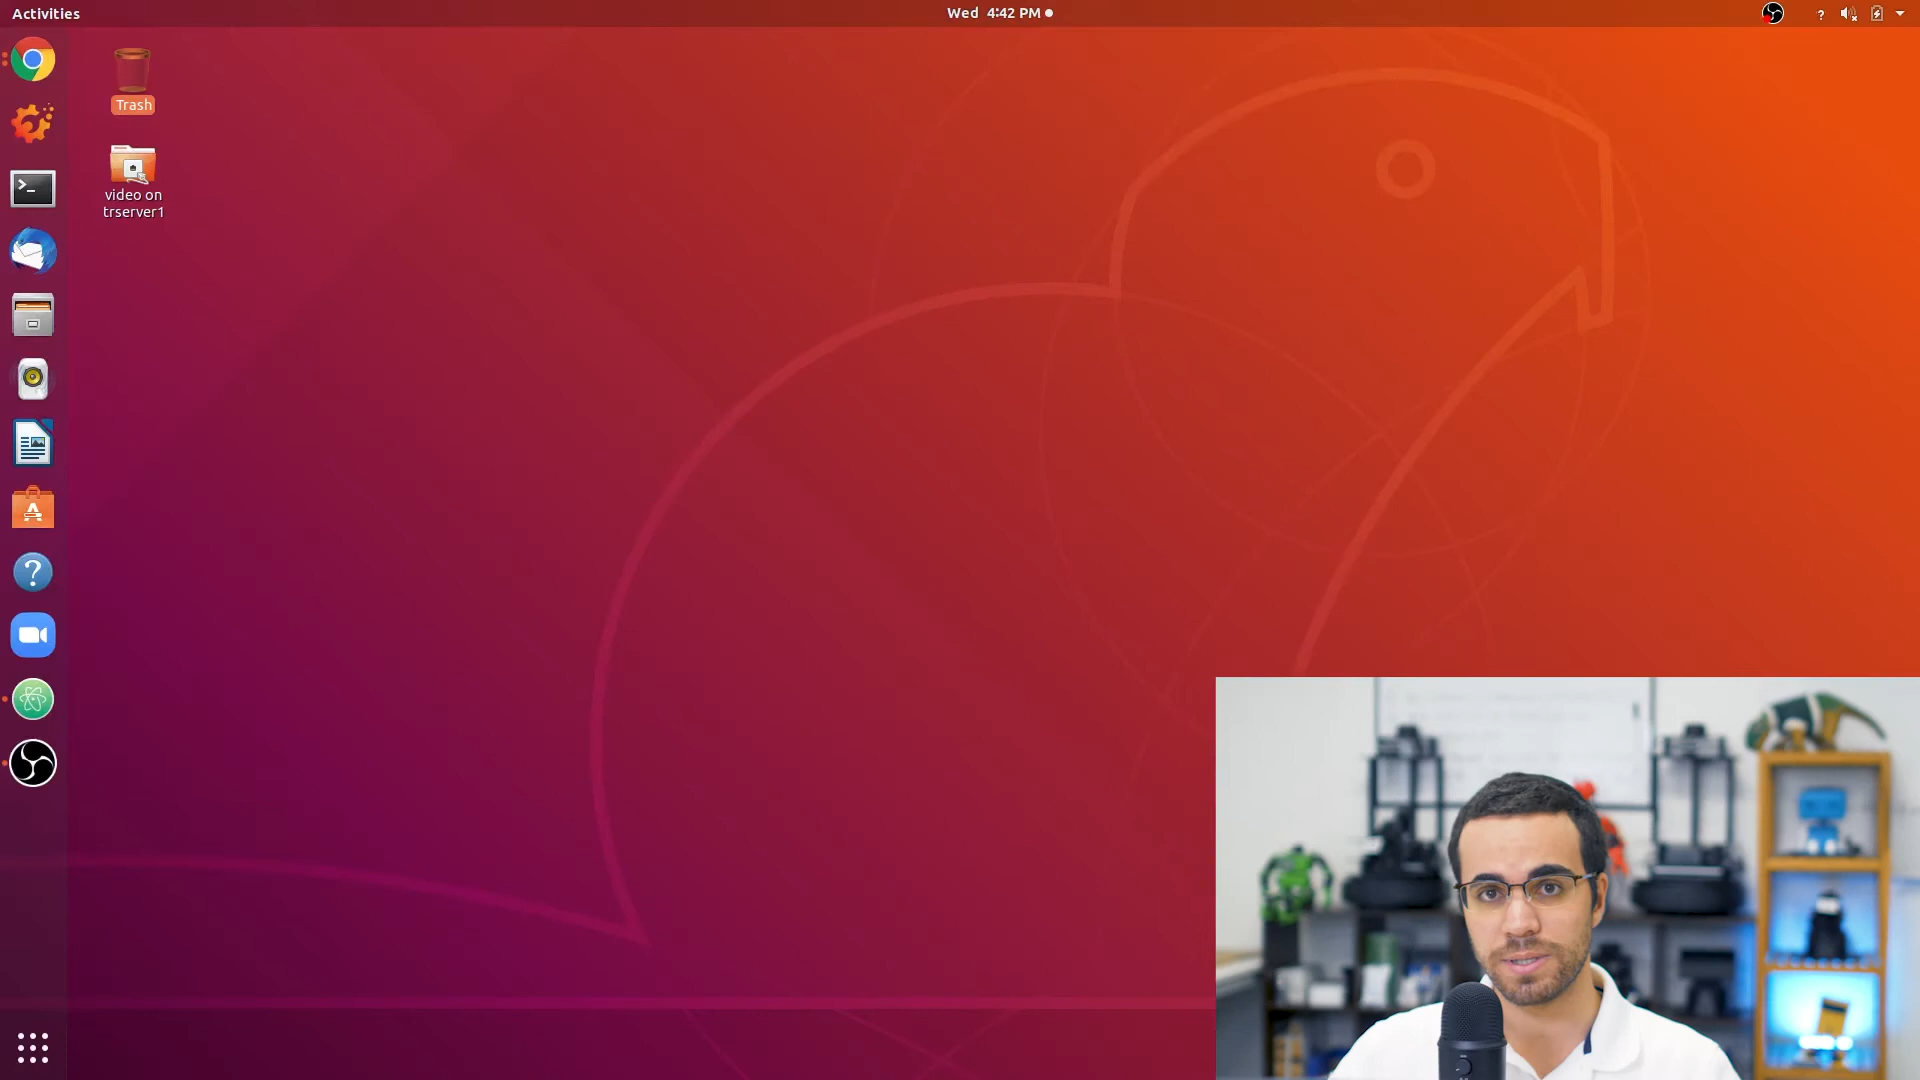 Activities
Wed 4:42 PM
?
Trash
video on
trserver1